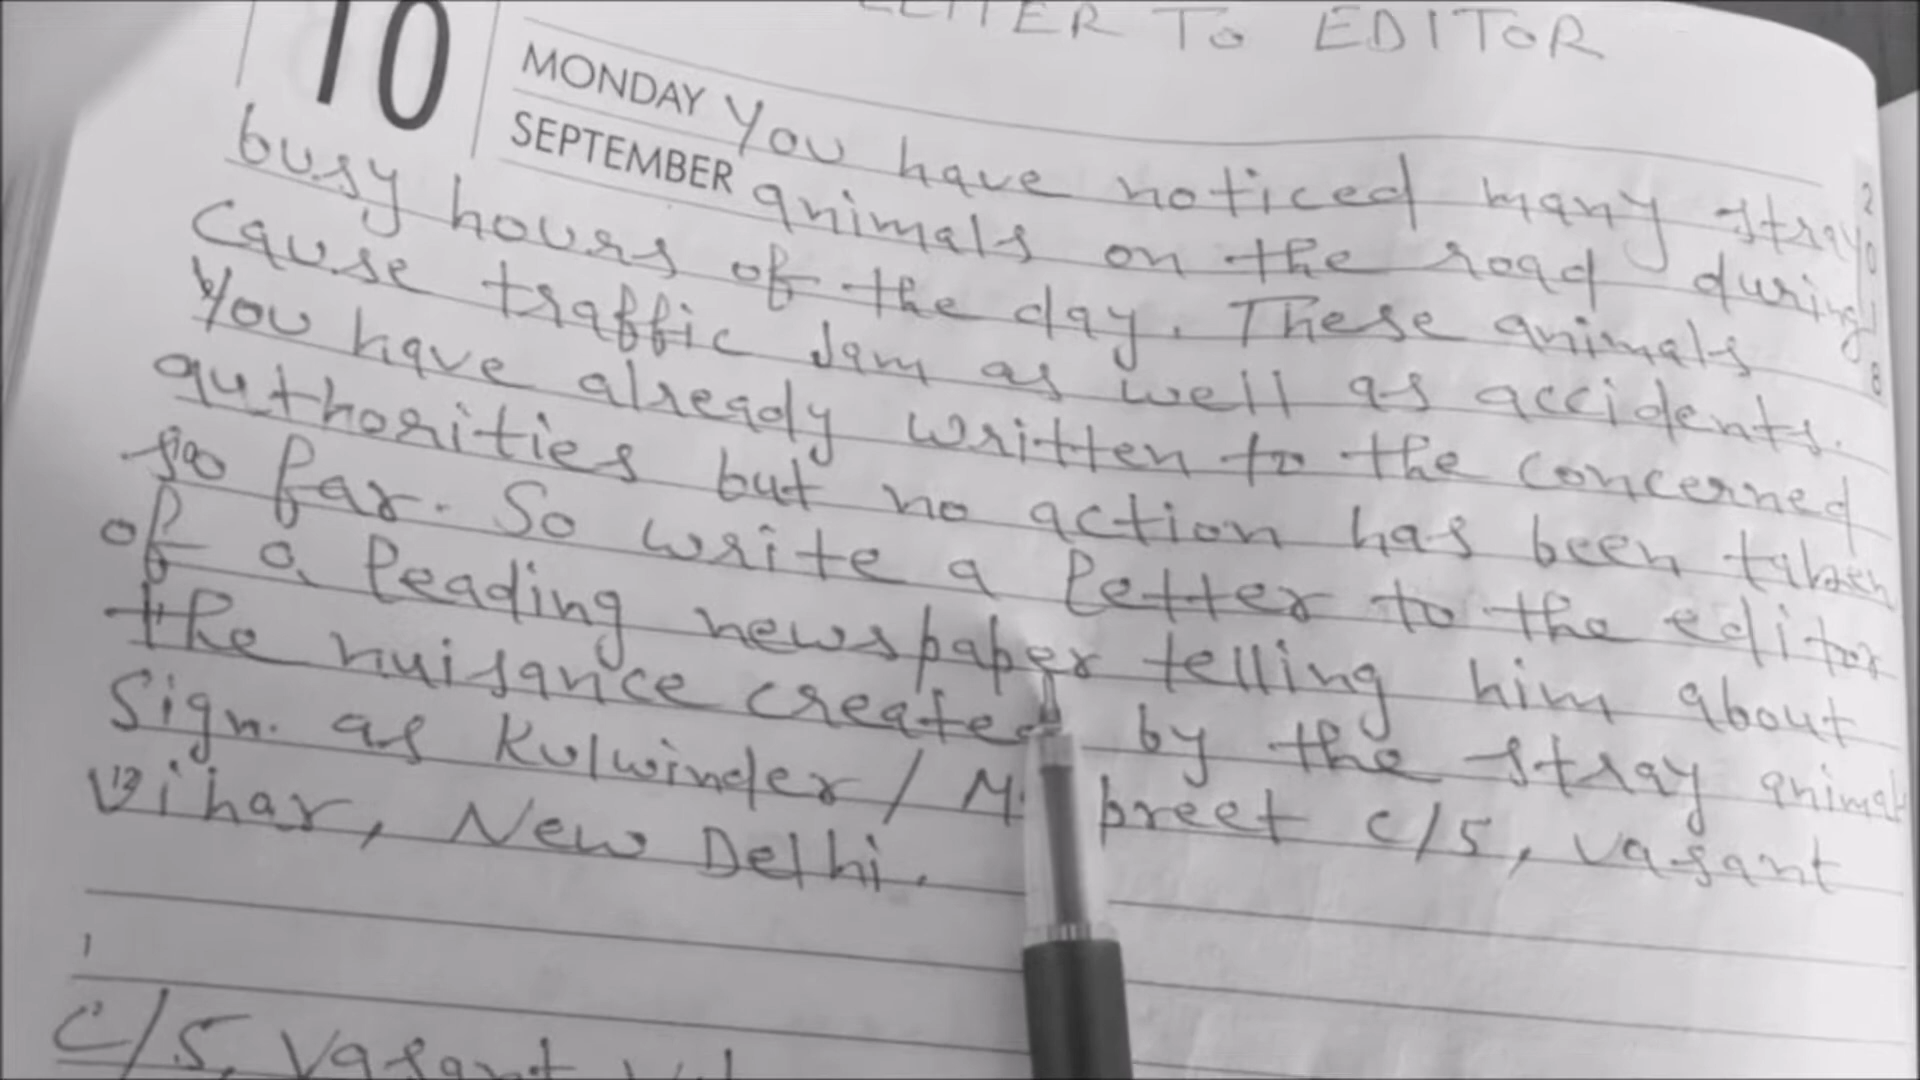 LETTER TO EDITOR
10 MONDAY SEPTEMBER
You have noticed many stray
animals on the road during
busy hours of the day. These animals
cause traffic Jam as well as accidents.
You have already written to the concerned
authorities but no action has been taken
so far. So write a letter to the editor
of a leading newspaper telling him about
the nuisance created by the stray animals
Sign. as Kulwinder / preet C/5, Vasant
Vihar, New Delhi.
C/5, Vasant